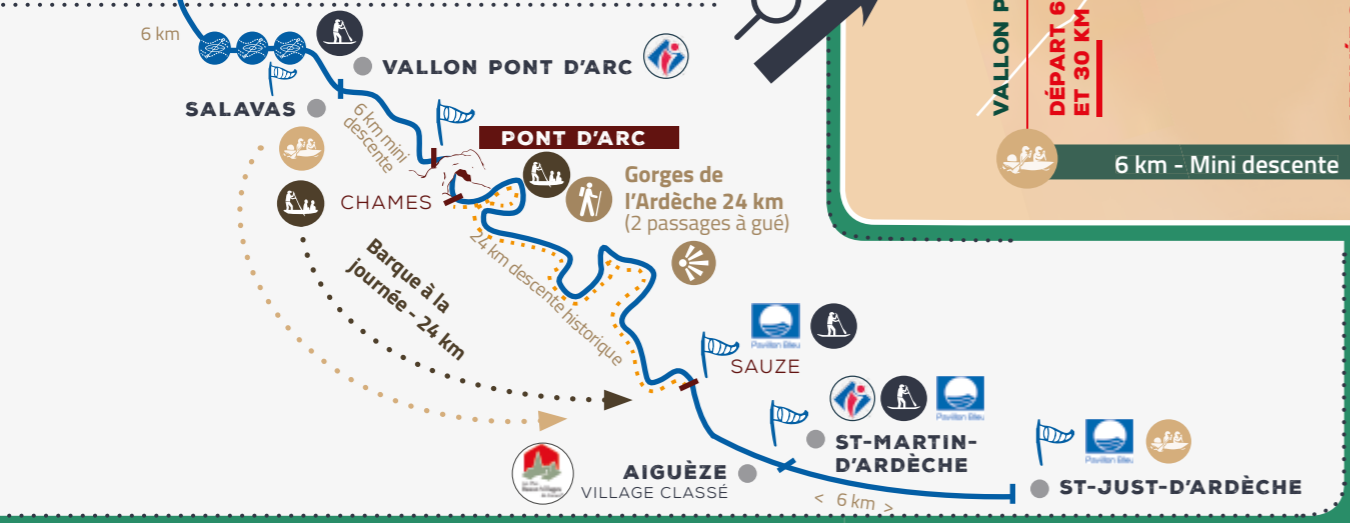 6 km
VALLON PONT D'ARC
SALAVAS
6 km mini
descente
PONT D'ARC
CHAMES
Gorges de
l'Ardèche 24 km
(2 passages à gué)
24 km descente historique
Barque à la
journée - 24 km
Pavillon Bleu
SAUZE
Pavillon Bleu
ST-MARTIN-
D'ARDÈCHE
AIGUÈZE
VILLAGE CLASSÉ
< 6 km >
Pavillon Bleu
ST-JUST-D'ARDÈCHE
VALLON P
DÉPART 6
ET 30 KM
6 km - Mini descente